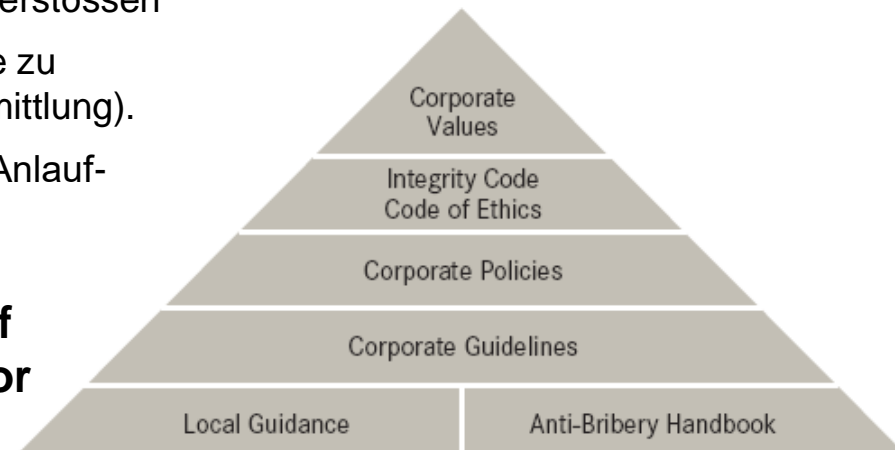 erstossen
e zu
mittlung).
Anlauf-
f
or
Corporate
Values
Integrity Code
Code of Ethics
Corporate Policies
Corporate Guidelines
Local Guidance
Anti-Bribery Handbook